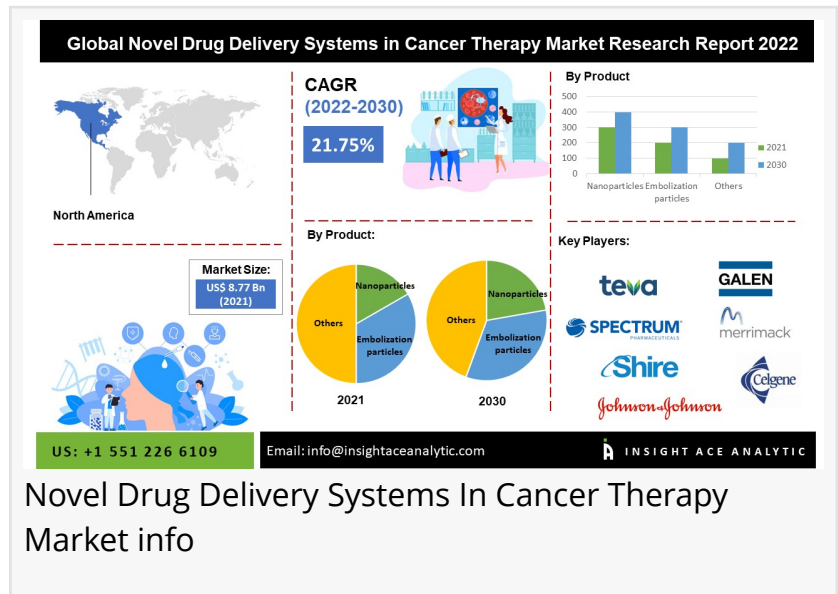 Global Novel Drug Delivery Systems in Cancer Therapy Market Research Report 2022
North America
CAGR
(2022-2030)
21.75%
By Product
500
400
300
200
100
0
Nanoparticles
Embolization
particles
Others
2021
2030
Market Size:
US$ 8.77 Bn
(2021)
By Product:
Nanoparticles
Embolization
particles
Others
2021
Nanoparticles
Embolization
particles
Others
2030
Key Players:
teva
GALEN
SPECTRUM
PHARMACEUTICALS
merrimack
Shire
Celgene
Johnson & Johnson
US: +1 551 226 6109
Email: info@insightaceanalytic.com
INSIGHT ACE ANALYTIC
Novel Drug Delivery Systems In Cancer Therapy
Market info